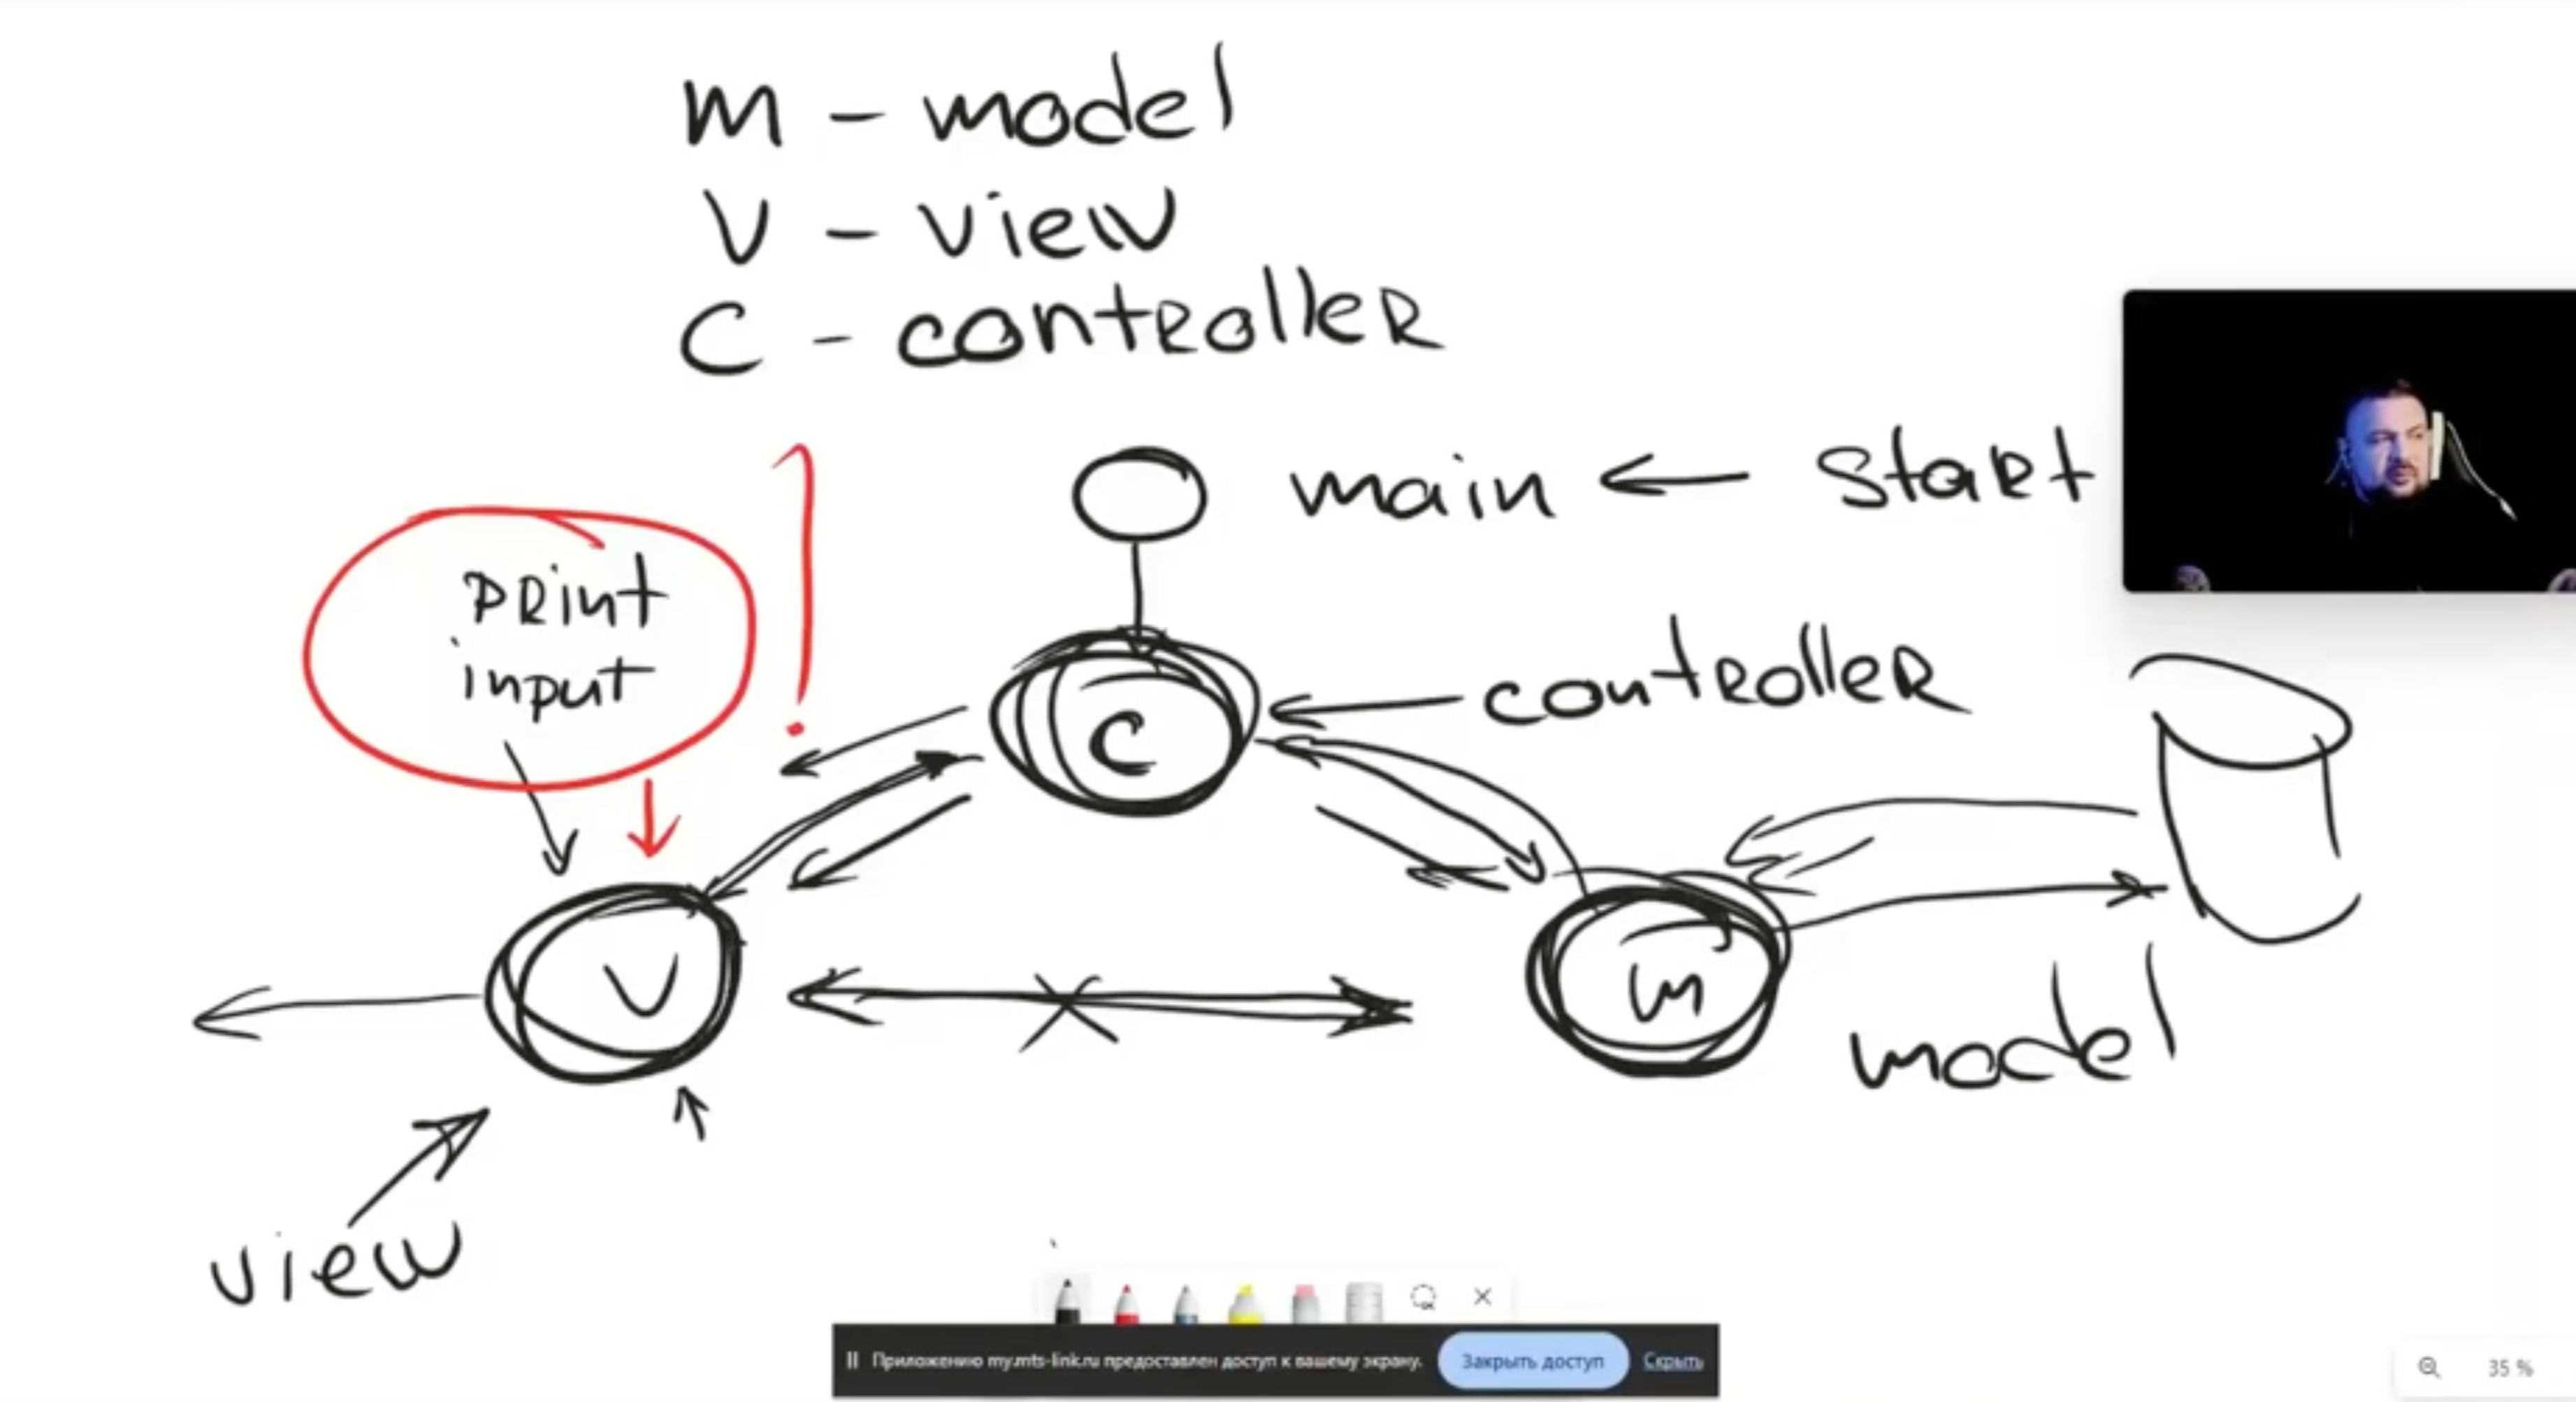 M - model
V - view
C - controller
main ← start
print
input
controller
C
V
M
model
view
Приложению my.mts-link.ru предоставлен доступ к вашему экрану.
Закрыть доступ
Скрыть
35 %